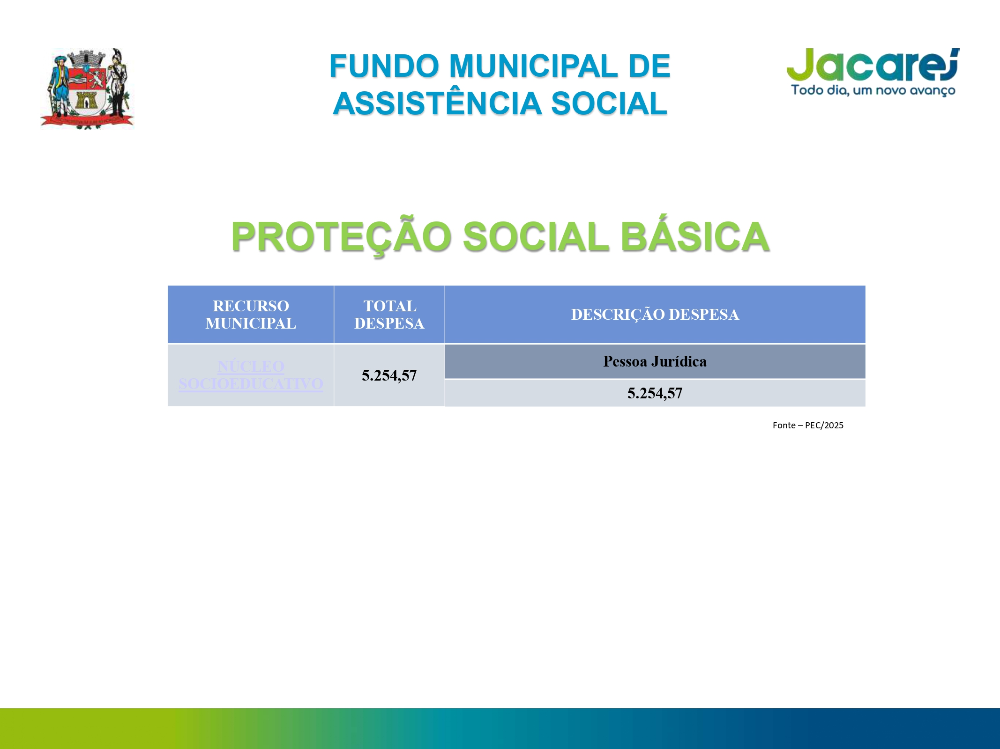 FUNDO MUNICIPAL DE
ASSISTÊNCIA SOCIAL
Jacareí
Todo dia, um novo avanço
PROTEÇÃO SOCIAL BÁSICA
RECURSO
MUNICIPAL
TOTAL
DESPESA
DESCRIÇÃO DESPESA
NÚCLEO
SOCIOEDUCATIVO
5.254,57
Pessoa Jurídica
5.254,57
Fonte – PEC/2025